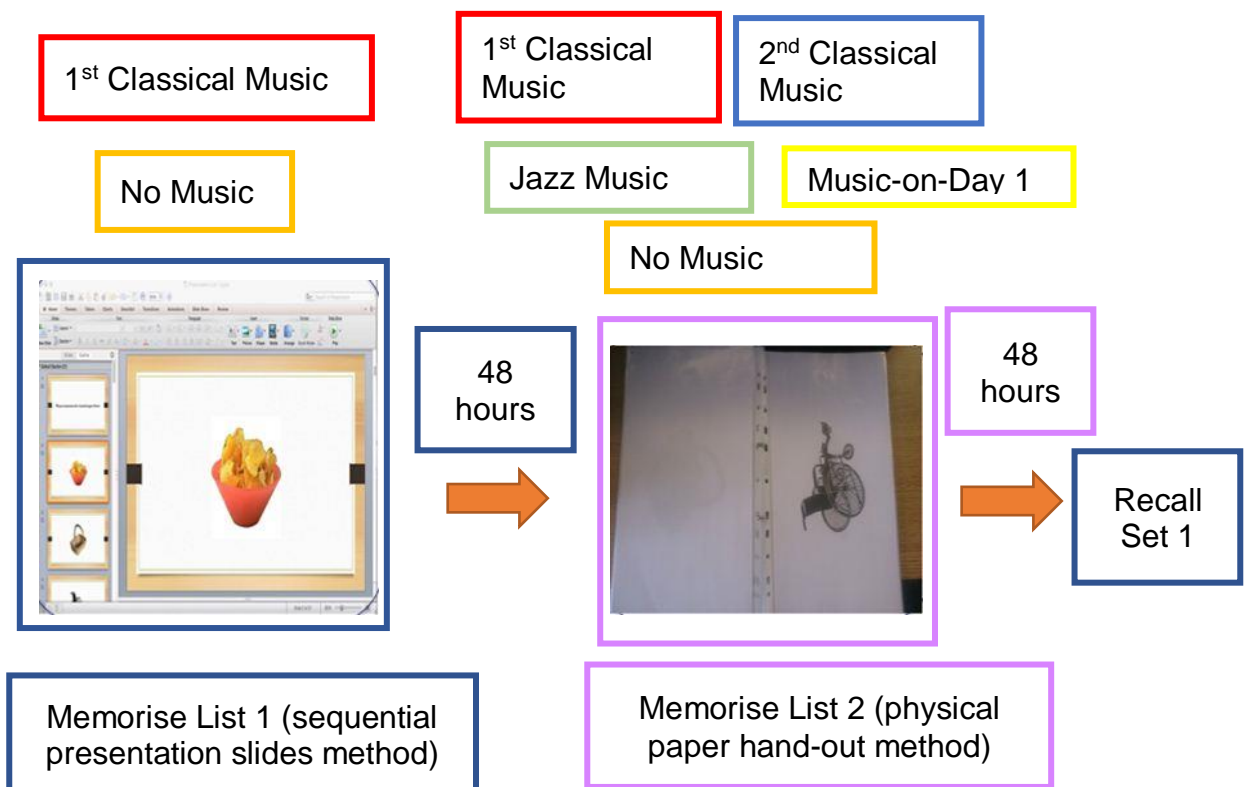 1st Classical Music
1st Classical
Music
2nd Classical
Music
No Music
Jazz Music
Music-on-Day 1
No Music
48
hours
48
hours
Recall
Set 1
Memorise List 1 (sequential
presentation slides method)
Memorise List 2 (physical
paper hand-out method)